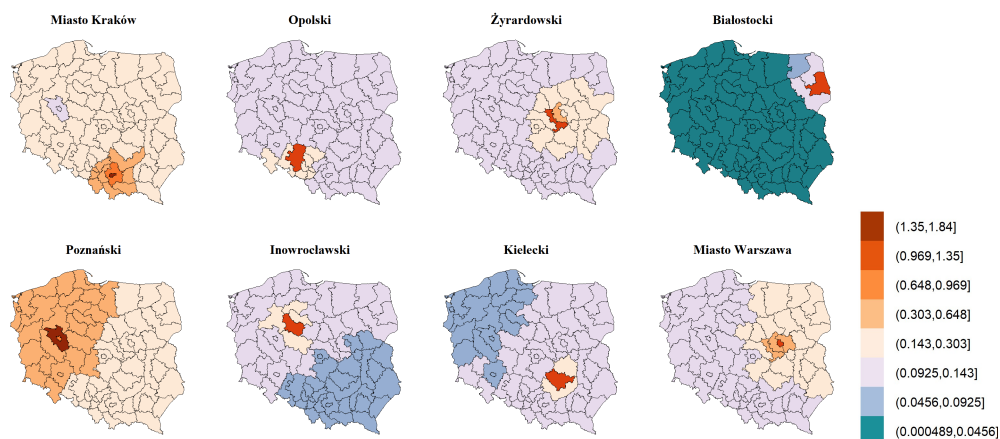 Miasto Kraków
Opolski
Żyrardowski
Białostocki
Poznański
Inowrocławski
Kielecki
Miasto Warszawa
(1.35,1.84]
(0.969,1.35]
(0.648,0.969]
(0.303,0.648]
(0.143,0.303]
(0.0925,0.143]
(0.0456,0.0925]
(0.000489,0.0456]